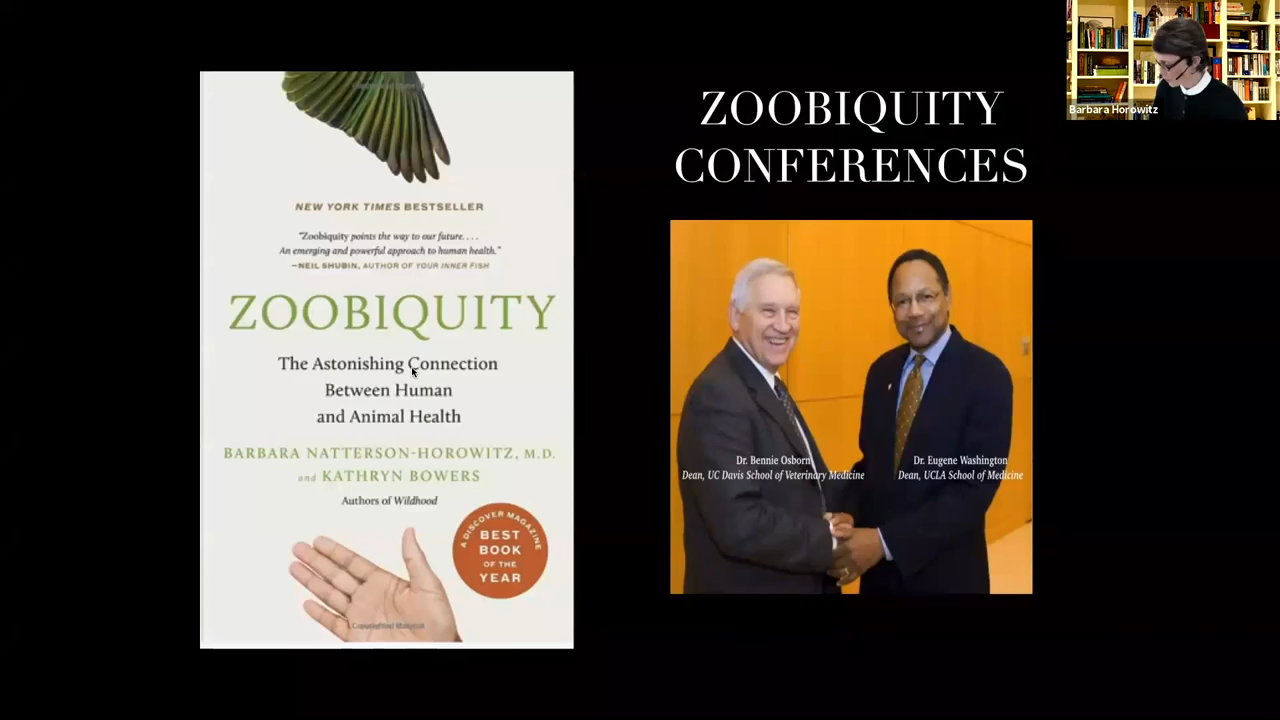 NEW YORK TIMES BESTSELLER
"Zoobiquity points the way to our future. . . .
An emerging and powerful approach to human health."
—NEIL SHUBIN, AUTHOR OF YOUR INNER FISH
ZOOBIQUITY
The Astonishing Connection
Between Human
and Animal Health
BARBARA NATTERSON-HOROWITZ, M.D.
and KATHRYN BOWERS
Authors of Wildhood
A DISCOVER MAGAZINE
BEST
BOOK
OF THE
YEAR
Copyrighted Material
ZOOBIQUITY
CONFERENCES
Dr. Bennie Osborn
Dean, UC Davis School of Veterinary Medicine
Dr. Eugene Washington
Dean, UCLA School of Medicine
Barbara Horowitz